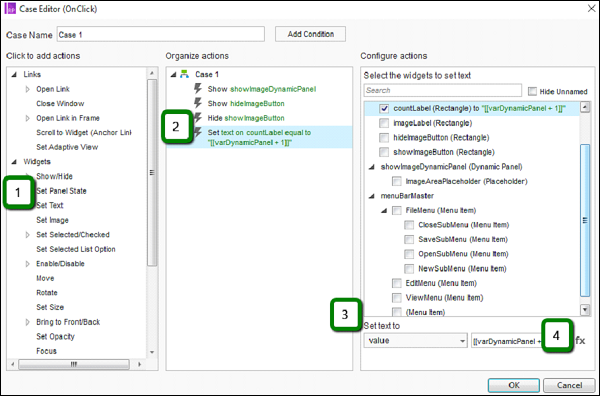 Case Editor (OnClick)
Case Name
Case 1
Add Condition
Click to add actions
Organize actions
Configure actions
Links
Open Link
Close Window
Open Link in Frame
Scroll to Widget (Anchor Link
Set Adaptive View
Widgets
Show/Hide
Set Panel State
Set Text
Set Image
Set Selected/Checked
Set Selected List Option
Enable/Disable
Move
Rotate
Set Size
Bring to Front/Back
Set Opacity
Focus
1
Case 1
Show showImageDynamicPanel
Show hideImageButton
Hide showImageButton
Set text on countLabel equal to
"[[varDynamicPanel + 1]]"
2
Select the widgets to set text
Search
Hide Unnamed
countLabel (Rectangle) to "[[varDynamicPanel + 1]]"
imageLabel (Rectangle)
hideImageButton (Rectangle)
showImageButton (Rectangle)
showImageDynamicPanel (Dynamic Panel)
ImageAreaPlaceholder (Placeholder)
menuBarMaster
FileMenu (Menu Item)
CloseSubMenu (Menu Item)
SaveSubMenu (Menu Item)
OpenSubMenu (Menu Item)
NewSubMenu (Menu Item)
EditMenu (Menu Item)
ViewMenu (Menu Item)
(Menu Item)
3
Set text to
value
[[varDynamicPanel +
4
fx
OK
Cancel